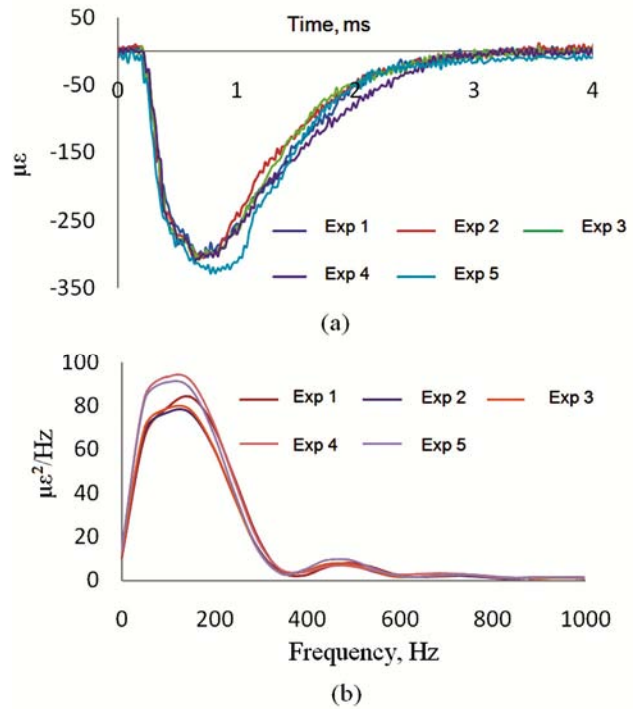 50
Time, ms
0 1 2 3 4
-50
-150
-250
-350
με
Exp 1 Exp 2 Exp 3
Exp 4 Exp 5
(a)
100
80
60
40
20
0
με²/Hz
Exp 1 Exp 2 Exp 3
Exp 4 Exp 5
0 200 400 600 800 1000
Frequency, Hz
(b)